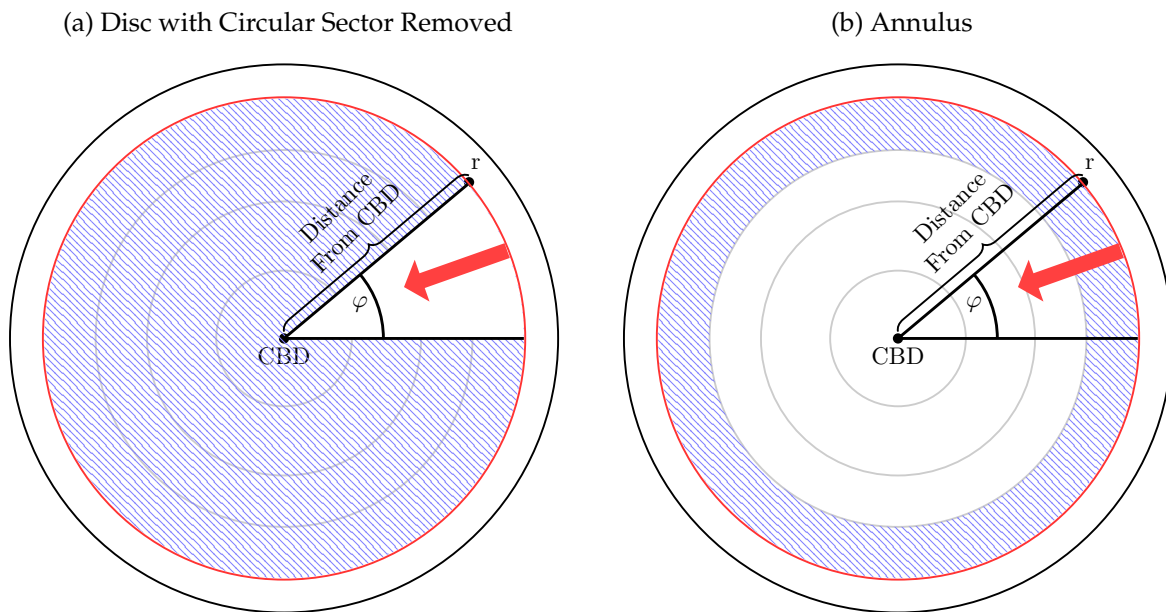 (a) Disc with Circular Sector Removed
r
Distance
From CBD
φ
CBD
(b) Annulus
r
Distance
From CBD
φ
CBD